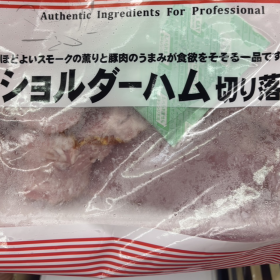 Authentic Ingredients For Professional
ほどよいスモークの薫りと豚肉のうまみが食欲をそそる一品です
ショルダーハム 切り落